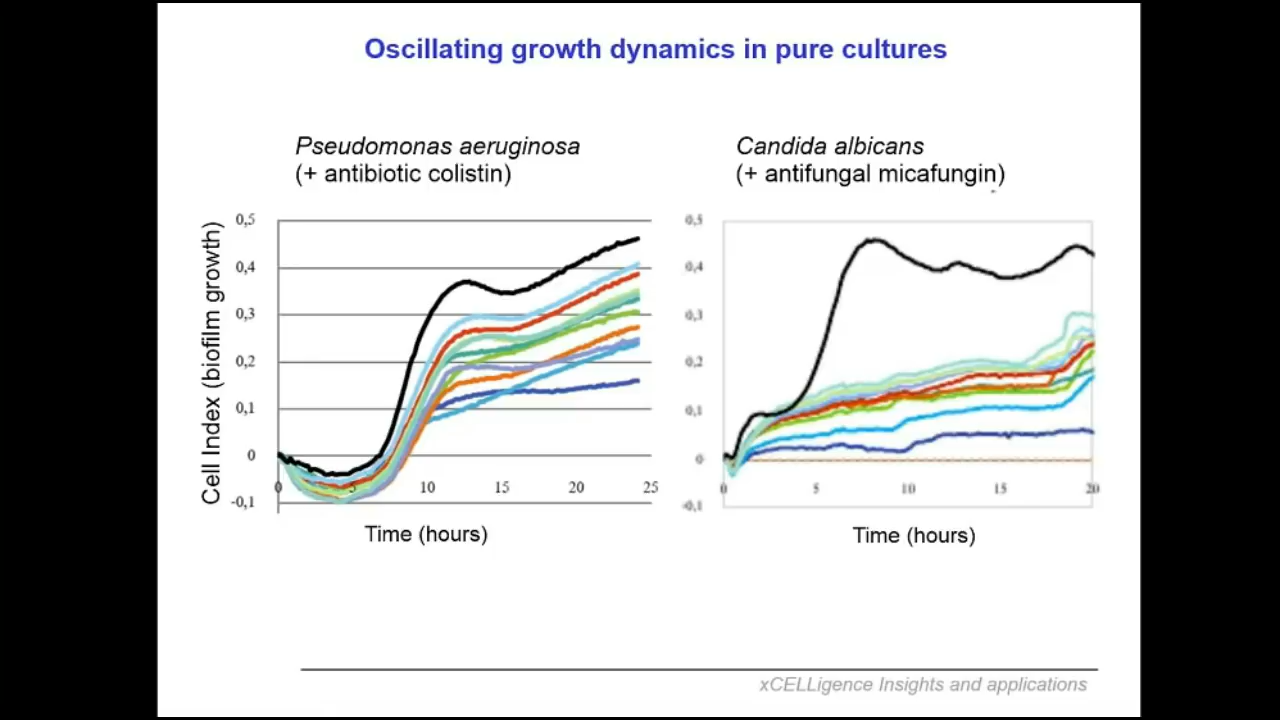 Oscillating growth dynamics in pure cultures
Pseudomonas aeruginosa
(+ antibiotic colistin)
Candida albicans
(+ antifungal micafungin)
Cell Index (biofilm growth)
0,5
0,4
0,3
0,2
0,1
0
-0,1
0
5
10
15
20
25
Time (hours)
0,5
0,4
0,3
0,2
0,1
0
-0,1
0
5
10
15
20
Time (hours)
xCELLigence Insights and applications